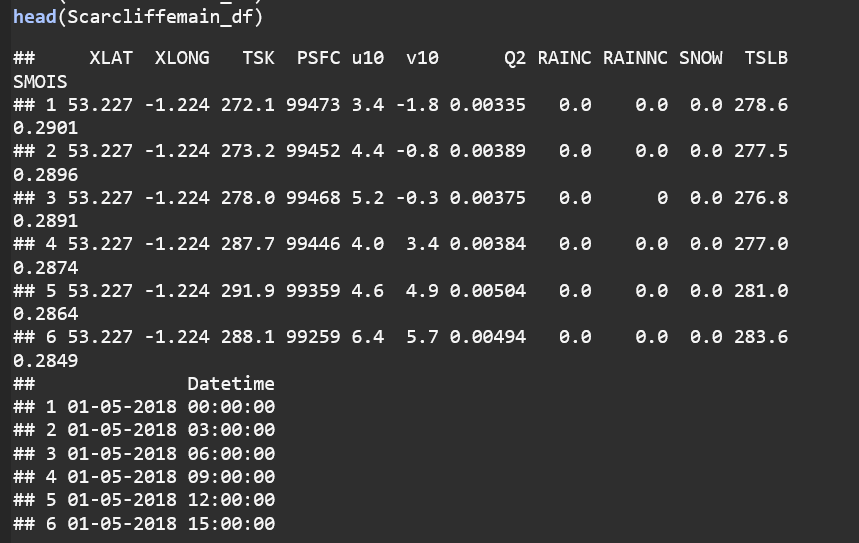 head(Scarcliffemain_df)
##     XLAT  XLONG   TSK  PSFC u10  v10      Q2 RAINC RAINNC SNOW  TSLB
SMOIS
## 1 53.227 -1.224 272.1 99473 3.4 -1.8 0.00335   0.0    0.0  0.0 278.6
0.2901
## 2 53.227 -1.224 273.2 99452 4.4 -0.8 0.00389   0.0    0.0  0.0 277.5
0.2896
## 3 53.227 -1.224 278.0 99468 5.2 -0.3 0.00375   0.0      0  0.0 276.8
0.2891
## 4 53.227 -1.224 287.7 99446 4.0  3.4 0.00384   0.0    0.0  0.0 277.0
0.2874
## 5 53.227 -1.224 291.9 99359 4.6  4.9 0.00504   0.0    0.0  0.0 281.0
0.2864
## 6 53.227 -1.224 288.1 99259 6.4  5.7 0.00494   0.0    0.0  0.0 283.6
0.2849
##              Datetime
## 1 01-05-2018 00:00:00
## 2 01-05-2018 03:00:00
## 3 01-05-2018 06:00:00
## 4 01-05-2018 09:00:00
## 5 01-05-2018 12:00:00
## 6 01-05-2018 15:00:00